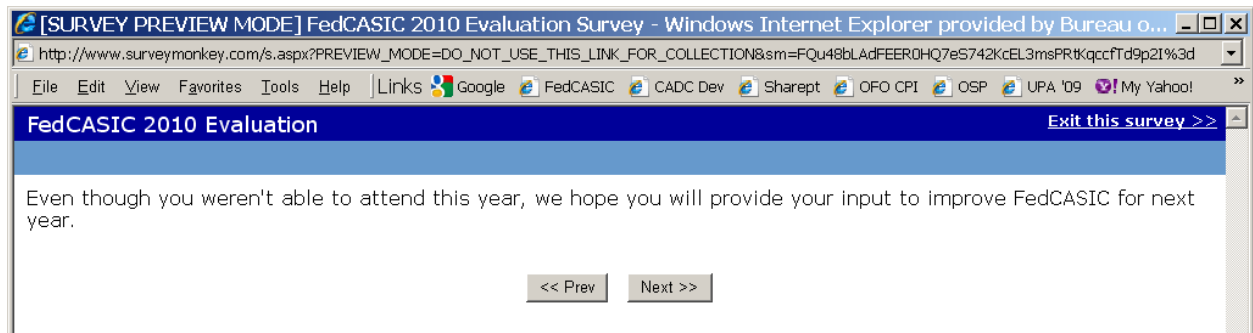 [SURVEY PREVIEW MODE] FedCASIC 2010 Evaluation Survey - Windows Internet Explorer provided by Bureau o...
http://www.surveymonkey.com/s.aspx?PREVIEW_MODE=DO_NOT_USE_THIS_LINK_FOR_COLLECTION&sm=FQu48bLAdFEER0HQ7eS742KcEL3msPRtKqccfTd9p2I%3d
File Edit View Favorites Tools Help Links Google FedCASIC CADC Dev Sharept OFO CPI OSP UPA '09 My Yahoo! »
FedCASIC 2010 Evaluation Exit this survey >>
Even though you weren't able to attend this year, we hope you will provide your input to improve FedCASIC for next
year.
<< Prev Next >>